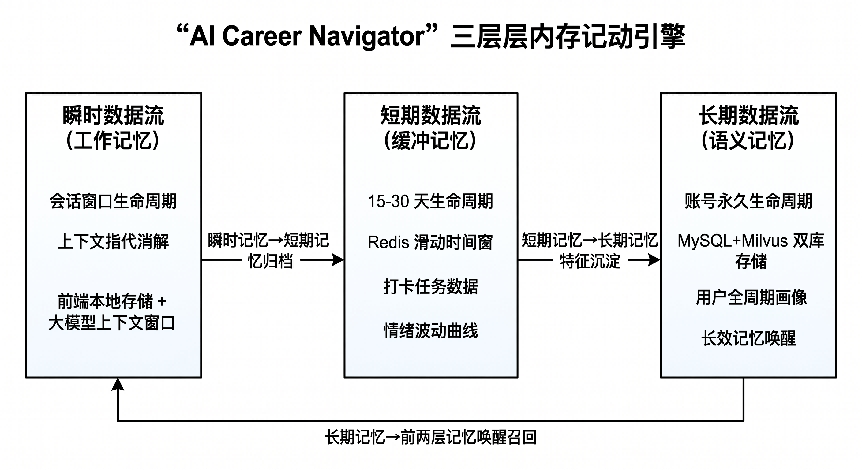 “AI Career Navigator”三层层内存记动引擎
瞬时数据流
（工作记忆）
会话窗口生命周期
上下文指代消解
前端本地存储 +
大模型上下文窗口
瞬时记忆→短期记
忆归档
短期数据流
（缓冲记忆）
15-30 天生命周期
Redis 滑动时间窗
打卡任务数据
情绪波动曲线
短期记忆→长期记忆
特征沉淀
长期数据流
（语义记忆）
账号永久生命周期
MySQL+Milvus 双库
存储
用户全周期画像
长效记忆唤醒
长期记忆→前两层记忆唤醒召回